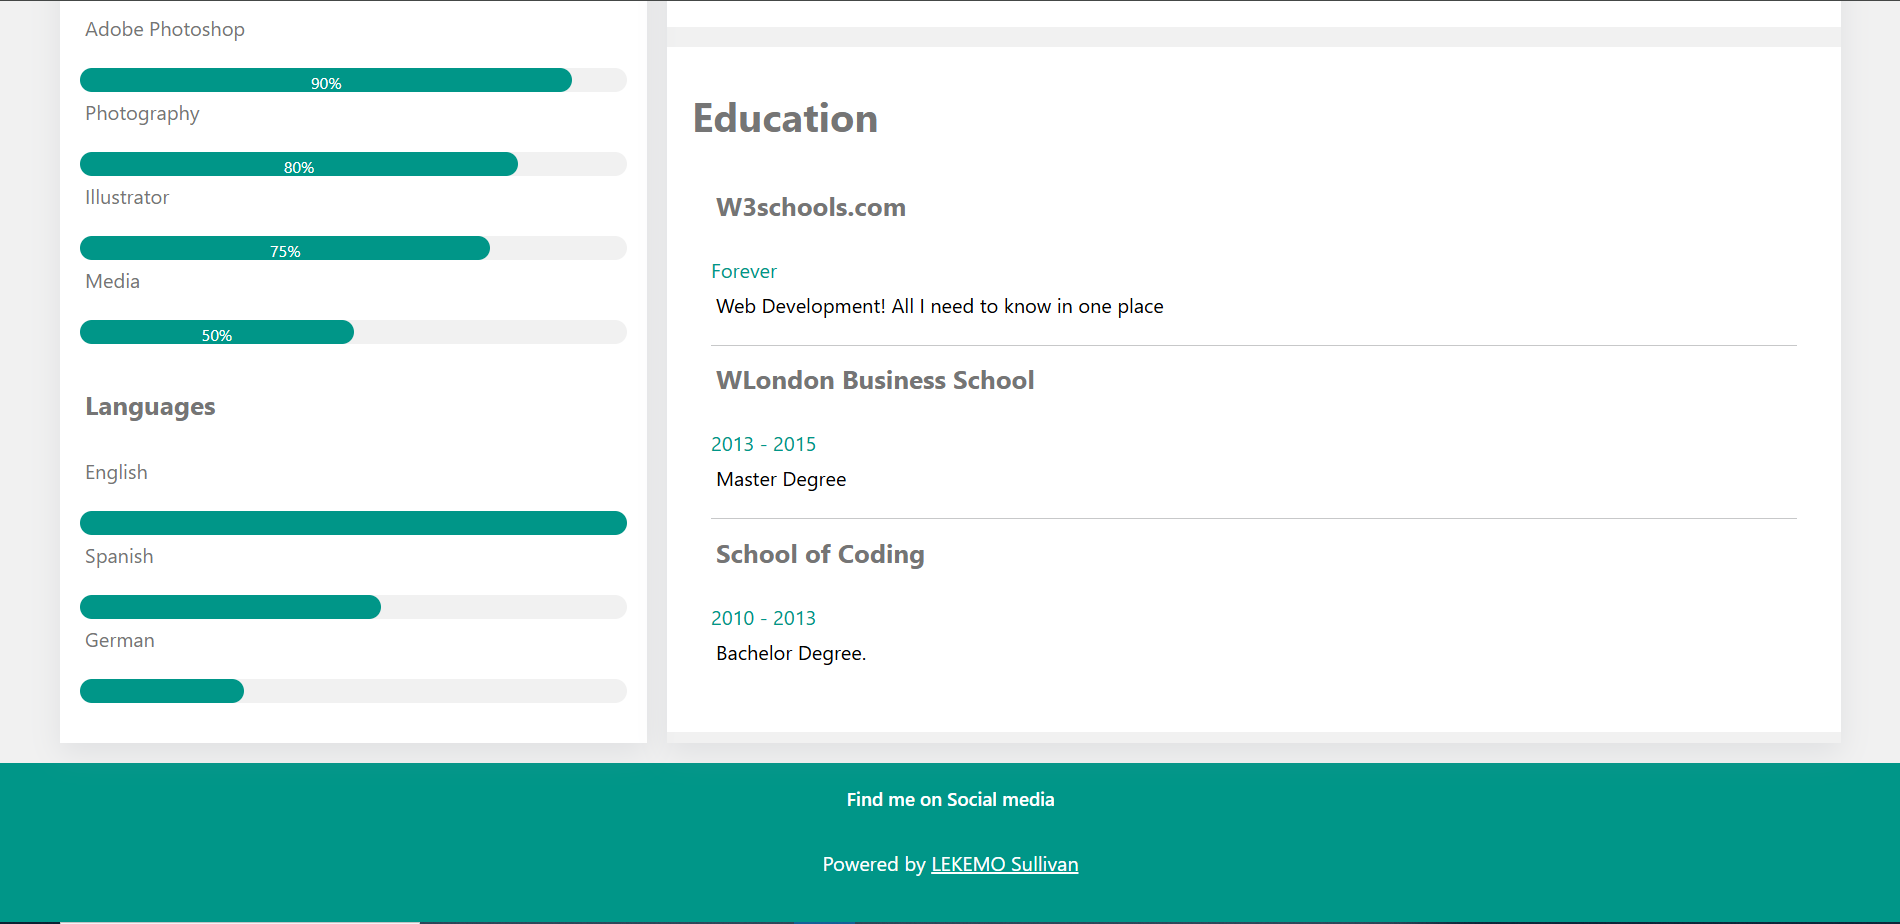 Adobe Photoshop
90%
Photography
80%
Illustrator
75%
Media
50%
Languages
English
Spanish
German
Education
W3schools.com
Forever
Web Development! All I need to know in one place
WLondon Business School
2013 - 2015
Master Degree
School of Coding
2010 - 2013
Bachelor Degree.
Find me on Social media
Powered by LEKEMO Sullivan